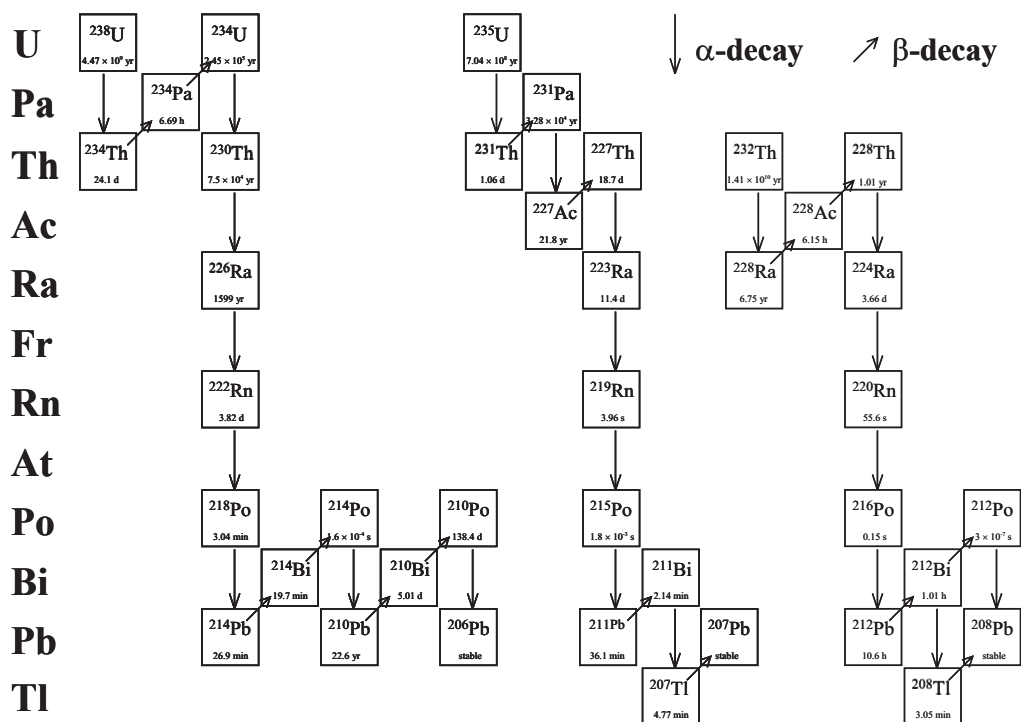 U
Pa
Th
Ac
Ra
Fr
Rn
At
Po
Bi
Pb
Tl
α-decay
β-decay
²³⁸U
4.47 × 10⁹ yr
²³⁴U
2.45 × 10⁵ yr
²³⁴Pa
6.69 h
²³⁴Th
24.1 d
²³⁰Th
7.5 × 10⁴ yr
²²⁶Ra
1599 yr
²²²Rn
3.82 d
²¹⁸Po
3.04 min
²¹⁴Po
1.6 × 10⁻⁴ s
²¹⁰Po
138.4 d
²¹⁴Bi
19.7 min
²¹⁰Bi
5.01 d
²¹⁴Pb
26.9 min
²¹⁰Pb
22.6 yr
²⁰⁶Pb
stable
²³⁵U
7.04 × 10⁸ yr
²³¹Pa
3.28 × 10⁴ yr
²³¹Th
1.06 d
²²⁷Th
18.7 d
²²⁷Ac
21.8 yr
²²³Ra
11.4 d
²¹⁹Rn
3.96 s
²¹⁵Po
1.8 × 10⁻³ s
²¹¹Bi
2.14 min
²¹¹Pb
36.1 min
²⁰⁷Pb
stable
²⁰⁷Tl
4.77 min
²³²Th
1.41 × 10¹⁰ yr
²²⁸Th
1.01 yr
²²⁸Ac
6.15 h
²²⁸Ra
6.75 yr
²²⁴Ra
3.66 d
²²⁰Rn
55.6 s
²¹⁶Po
0.15 s
²¹²Po
3 × 10⁻⁷ s
²¹²Bi
1.01 h
²¹²Pb
10.6 h
²⁰⁸Pb
stable
²⁰⁸Tl
3.05 min